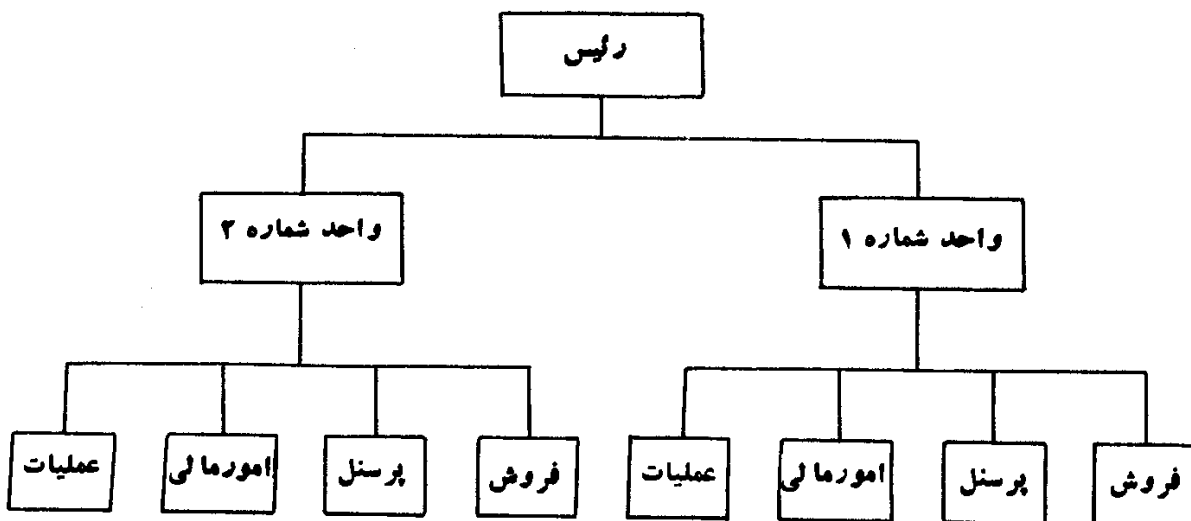 رئیس
واحد شماره ۱
واحد شماره ۲
فروش
پرسنل
امورمالی
عملیات
فروش
پرسنل
امورمالی
عملیات